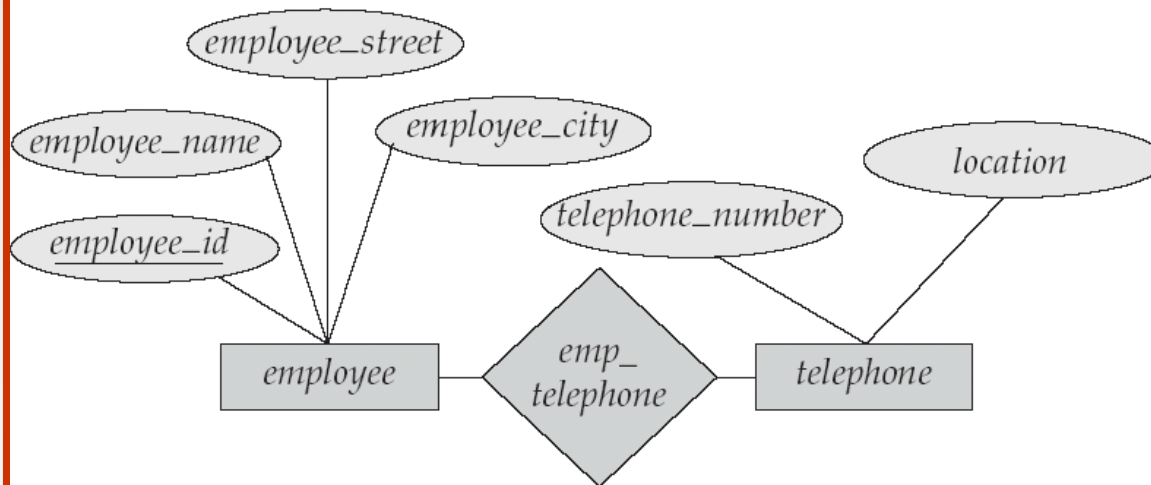 employee_street
employee_name
employee_city
location
telephone_number
employee_id
employee
emp_
telephone
telephone